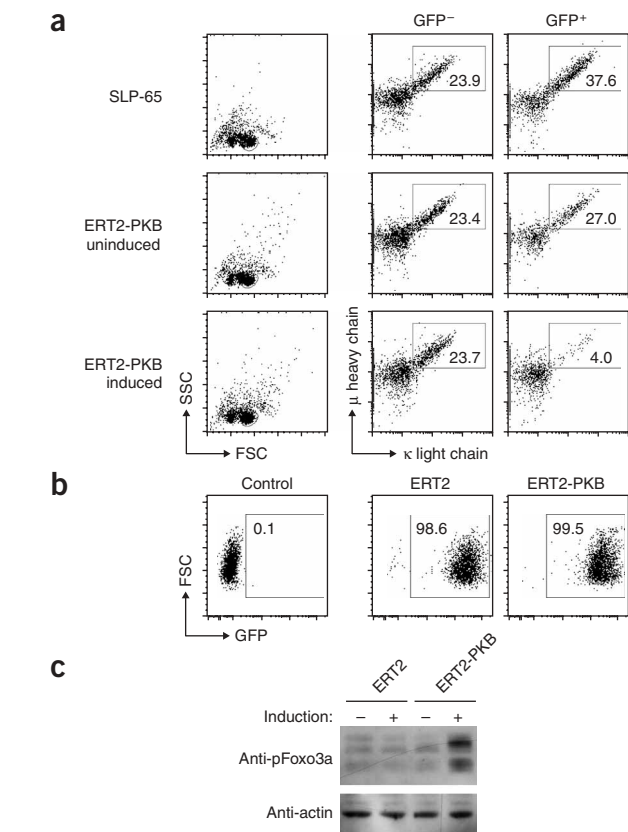 a
GFP⁻ GFP⁺
SLP-65
23.9 37.6
ERT2-PKB
uninduced
23.4 27.0
ERT2-PKB
induced
23.7 4.0
SSC
FSC
μ heavy chain
κ light chain
b
Control ERT2 ERT2-PKB
0.1 98.6 99.5
FSC
GFP
c
ERT2 ERT2-PKB
Induction: – + – +
Anti-pFoxo3a
Anti-actin